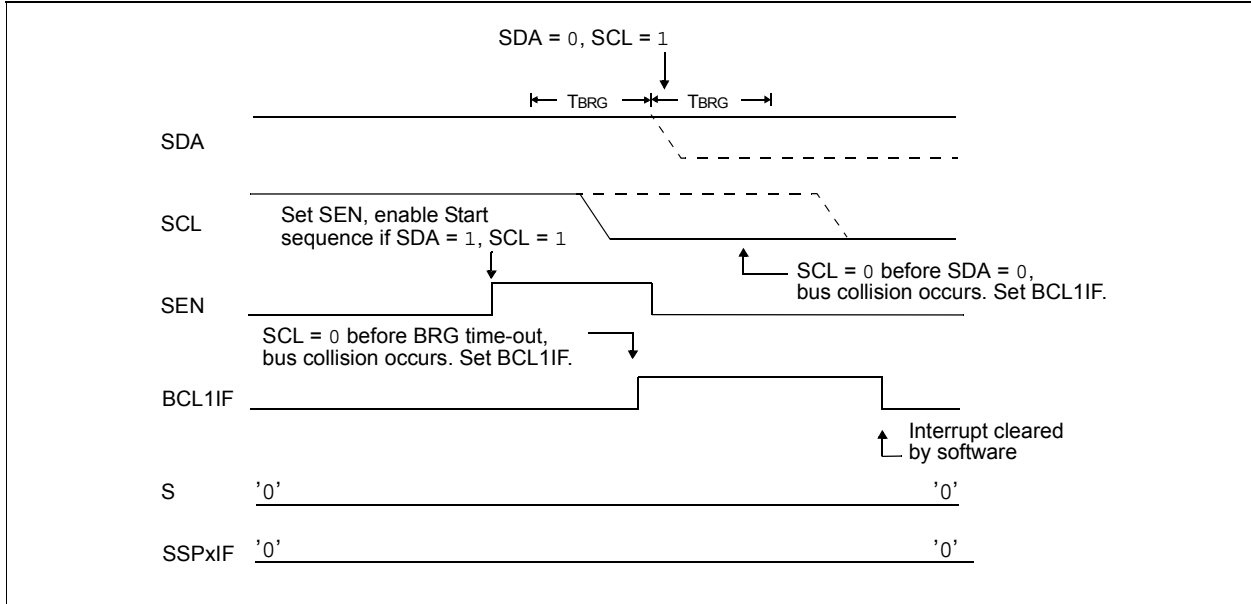 SDA = 0, SCL = 1
TBRG TBRG
SDA
SCL
Set SEN, enable Start
sequence if SDA = 1, SCL = 1
SCL = 0 before SDA = 0,
bus collision occurs. Set BCL1IF.
SEN
SCL = 0 before BRG time-out,
bus collision occurs. Set BCL1IF.
BCL1IF
Interrupt cleared
by software
S '0' '0'
SSPxIF '0' '0'